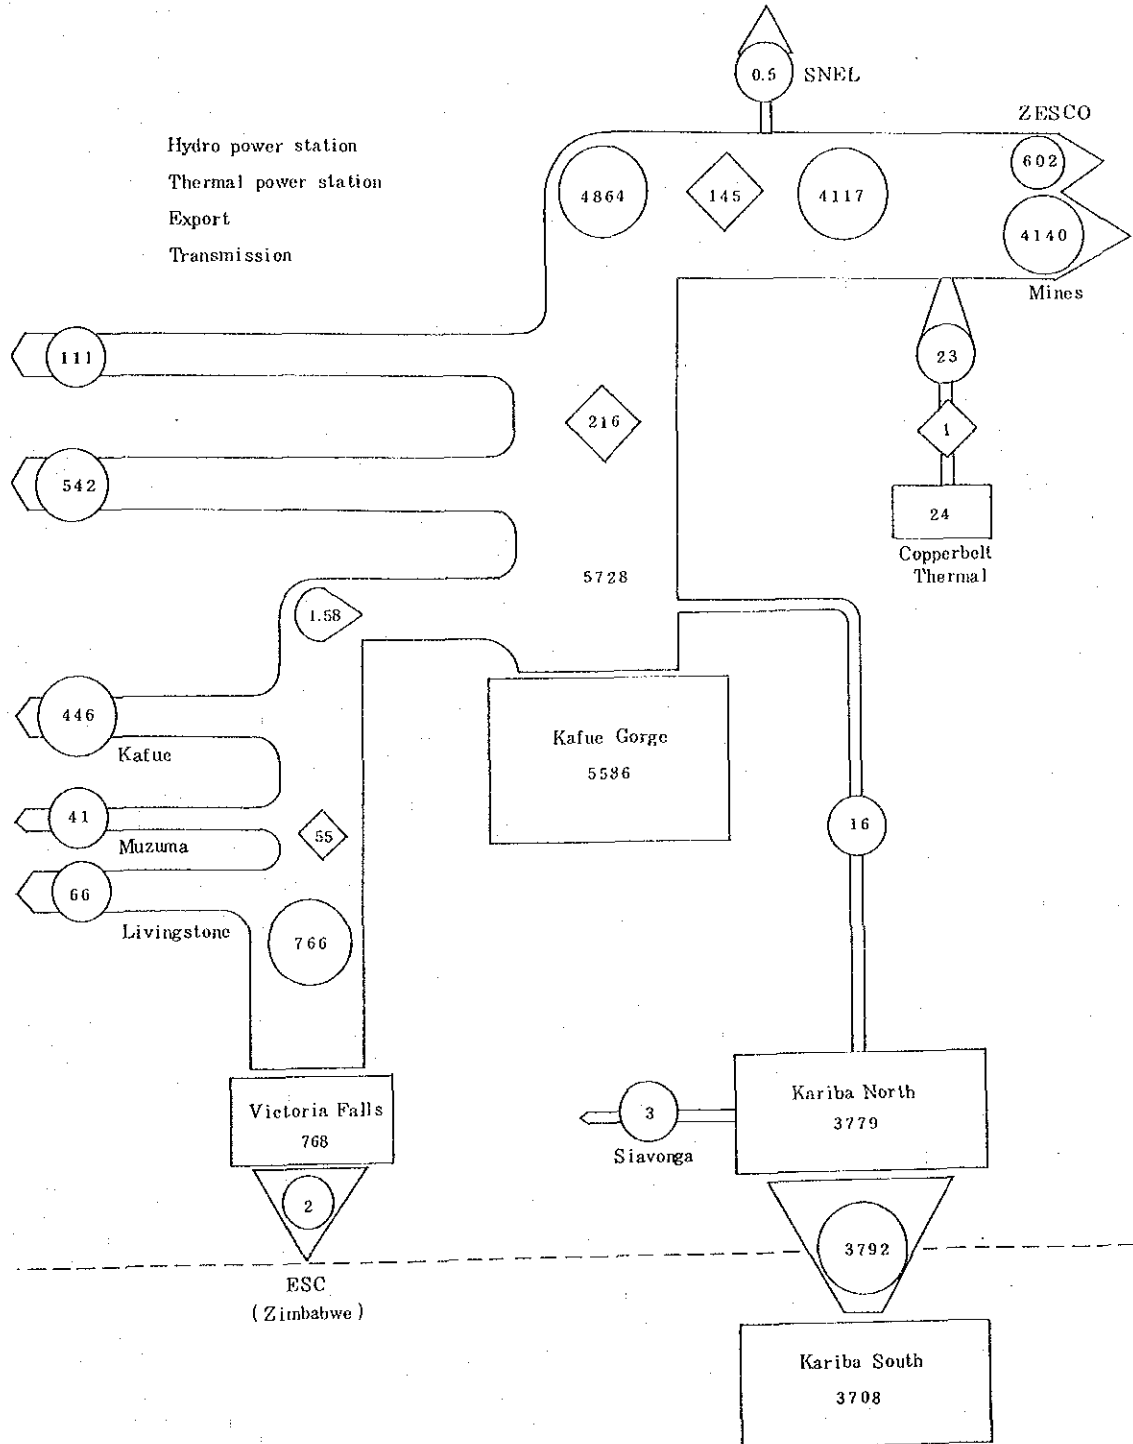 0.5 SNEL
ZESCO
Hydro power station
Thermal power station
Export
Transmission
602
4864
145
4117
4140
Mines
111
23
216
1
542
24
Copperbelt
Thermal
5728
1.58
446
Kafue
Kafue Gorge
5586
41
Muzuma
55
16
66
Livingstone
766
Victoria Falls
768
3
Siavonga
Kariba North
3779
2
3792
ESC
(Zimbabwe)
Kariba South
3708